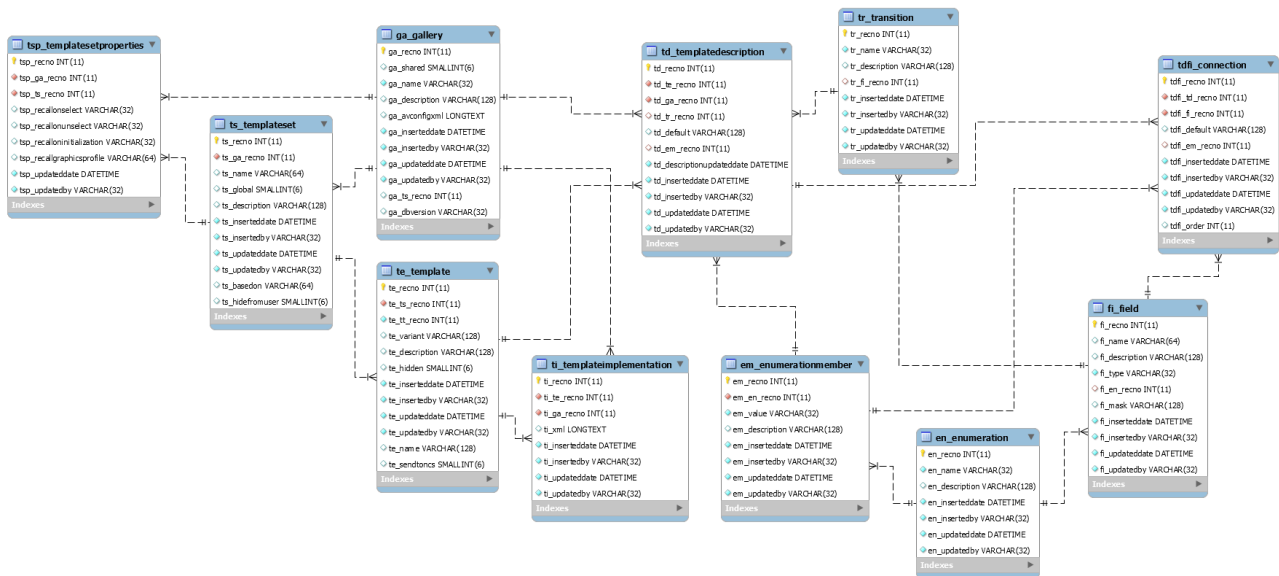 tsp_templatesetproperties
tsp_recno INT(11)
tsp_ga_recno INT(11)
tsp_ts_recno INT(11)
tsp_recallonselect VARCHAR(32)
tsp_recallonunselect VARCHAR(32)
tsp_recalloninitialization VARCHAR(32)
tsp_recallgraphicsprofile VARCHAR(64)
tsp_updateddate DATETIME
tsp_updatedby VARCHAR(32)
Indexes
ts_templateset
ts_recno INT(11)
ts_ga_recno INT(11)
ts_name VARCHAR(64)
ts_global SMALLINT(6)
ts_description VARCHAR(128)
ts_inserteddate DATETIME
ts_insertedby VARCHAR(32)
ts_updateddate DATETIME
ts_updatedby VARCHAR(32)
ts_basedon VARCHAR(64)
ts_hidefromuser SMALLINT(6)
Indexes
ga_gallery
ga_recno INT(11)
ga_shared SMALLINT(6)
ga_name VARCHAR(32)
ga_description VARCHAR(128)
ga_avconfigxml LONGTEXT
ga_inserteddate DATETIME
ga_insertedby VARCHAR(32)
ga_updateddate DATETIME
ga_updatedby VARCHAR(32)
ga_ts_recno INT(11)
ga_dbversion VARCHAR(32)
Indexes
te_template
te_recno INT(11)
te_ts_recno INT(11)
te_tt_recno INT(11)
te_variant VARCHAR(128)
te_description VARCHAR(128)
te_hidden SMALLINT(6)
te_inserteddate DATETIME
te_insertedby VARCHAR(32)
te_updateddate DATETIME
te_updatedby VARCHAR(32)
te_name VARCHAR(128)
te_sendtoncs SMALLINT(6)
Indexes
ti_templateimplementation
ti_recno INT(11)
ti_te_recno INT(11)
ti_ga_recno INT(11)
ti_xml LONGTEXT
ti_inserteddate DATETIME
ti_insertedby VARCHAR(32)
ti_updateddate DATETIME
ti_updatedby VARCHAR(32)
Indexes
td_templatedescription
td_recno INT(11)
td_te_recno INT(11)
td_ga_recno INT(11)
td_tr_recno INT(11)
td_default VARCHAR(128)
td_em_recno INT(11)
td_descriptionupdateddate DATETIME
td_inserteddate DATETIME
td_insertedby VARCHAR(32)
td_updateddate DATETIME
td_updatedby VARCHAR(32)
Indexes
em_enumerationmember
em_recno INT(11)
em_en_recno INT(11)
em_value VARCHAR(32)
em_description VARCHAR(128)
em_inserteddate DATETIME
em_insertedby VARCHAR(32)
em_updateddate DATETIME
em_updatedby VARCHAR(32)
Indexes
tr_transition
tr_recno INT(11)
tr_name VARCHAR(32)
tr_description VARCHAR(128)
tr_fi_recno INT(11)
tr_inserteddate DATETIME
tr_insertedby VARCHAR(32)
tr_updateddate DATETIME
tr_updatedby VARCHAR(32)
Indexes
en_enumeration
en_recno INT(11)
en_name VARCHAR(32)
en_description VARCHAR(128)
en_inserteddate DATETIME
en_insertedby VARCHAR(32)
en_updateddate DATETIME
en_updatedby VARCHAR(32)
Indexes
tdfi_connection
tdfi_recno INT(11)
tdfi_td_recno INT(11)
tdfi_fi_recno INT(11)
tdfi_default VARCHAR(128)
tdfi_em_recno INT(11)
tdfi_inserteddate DATETIME
tdfi_insertedby VARCHAR(32)
tdfi_updateddate DATETIME
tdfi_updatedby VARCHAR(32)
tdfi_order INT(11)
Indexes
fi_field
fi_recno INT(11)
fi_name VARCHAR(64)
fi_description VARCHAR(128)
fi_type VARCHAR(32)
fi_en_recno INT(11)
fi_mask VARCHAR(128)
fi_inserteddate DATETIME
fi_insertedby VARCHAR(32)
fi_updateddate DATETIME
fi_updatedby VARCHAR(32)
Indexes